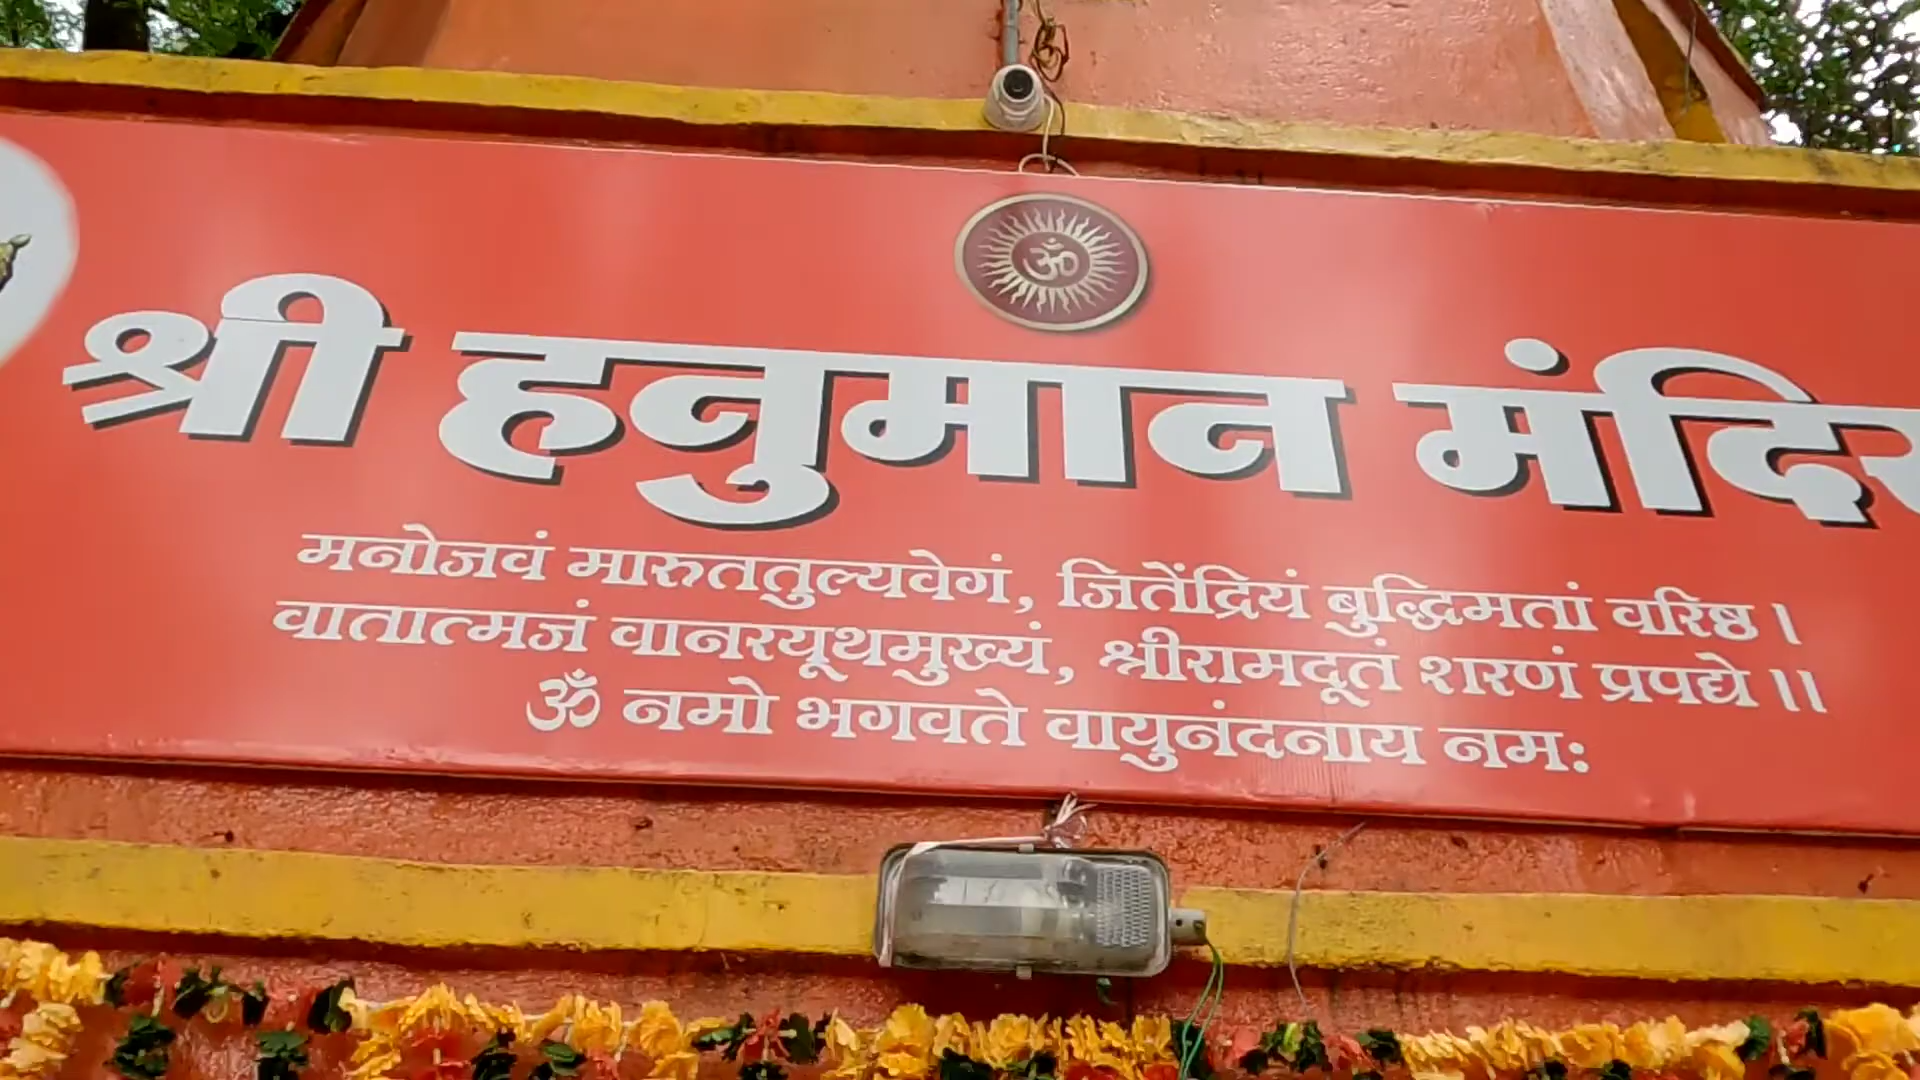 ॐ
श्री हनुमान मंदिर
मनोजवं मारुततुल्यवेगं, जितेंद्रियं बुद्धिमतां वरिष्ठ ।
वातात्मजं वानरयूथमुख्यं, श्रीरामदूतं शरणं प्रपद्ये ।।
ॐ नमो भगवते वायुनंदनाय नमः